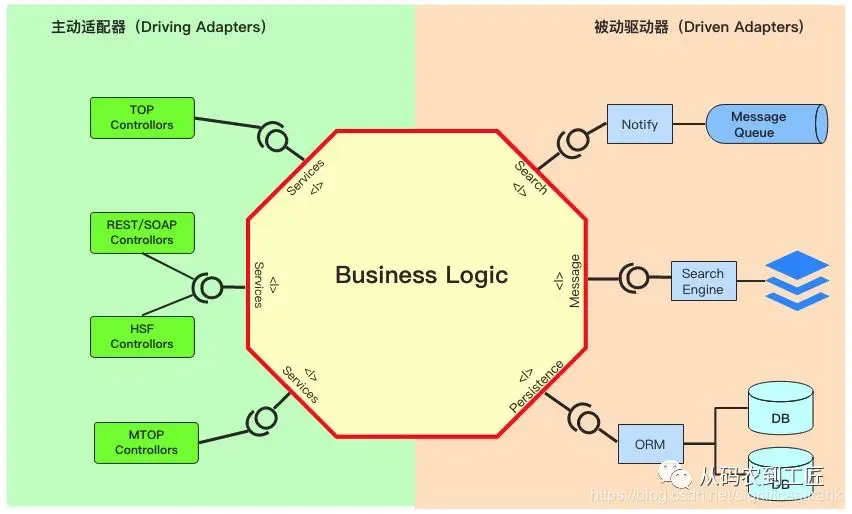 主动适配器（Driving Adapters）
被动驱动器（Driven Adapters）
TOP
Controllors
REST/SOAP
Controllors
HSF
Controllors
MTOP
Controllors
Services
<I>
Services
<I>
Services
<I>
Business Logic
Search
<I>
Message
<I>
Persistence
<I>
Notify
Message
Queue
Search
Engine
ORM
DB
DB
从码农到工匠
https://blog.csdn.net/significantfrank